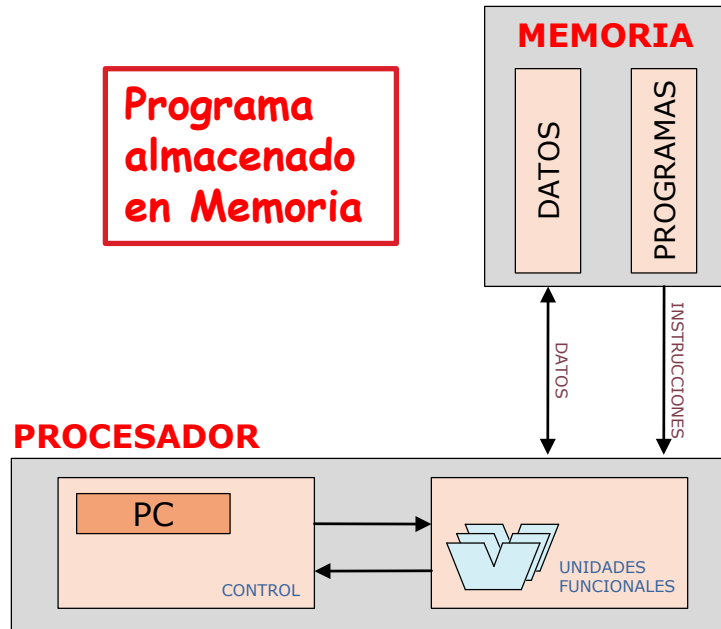 MEMORIA
Programa
almacenado
en Memoria
DATOS
PROGRAMAS
DATOS
INSTRUCCIONES
PROCESADOR
PC
CONTROL
UNIDADES
FUNCIONALES